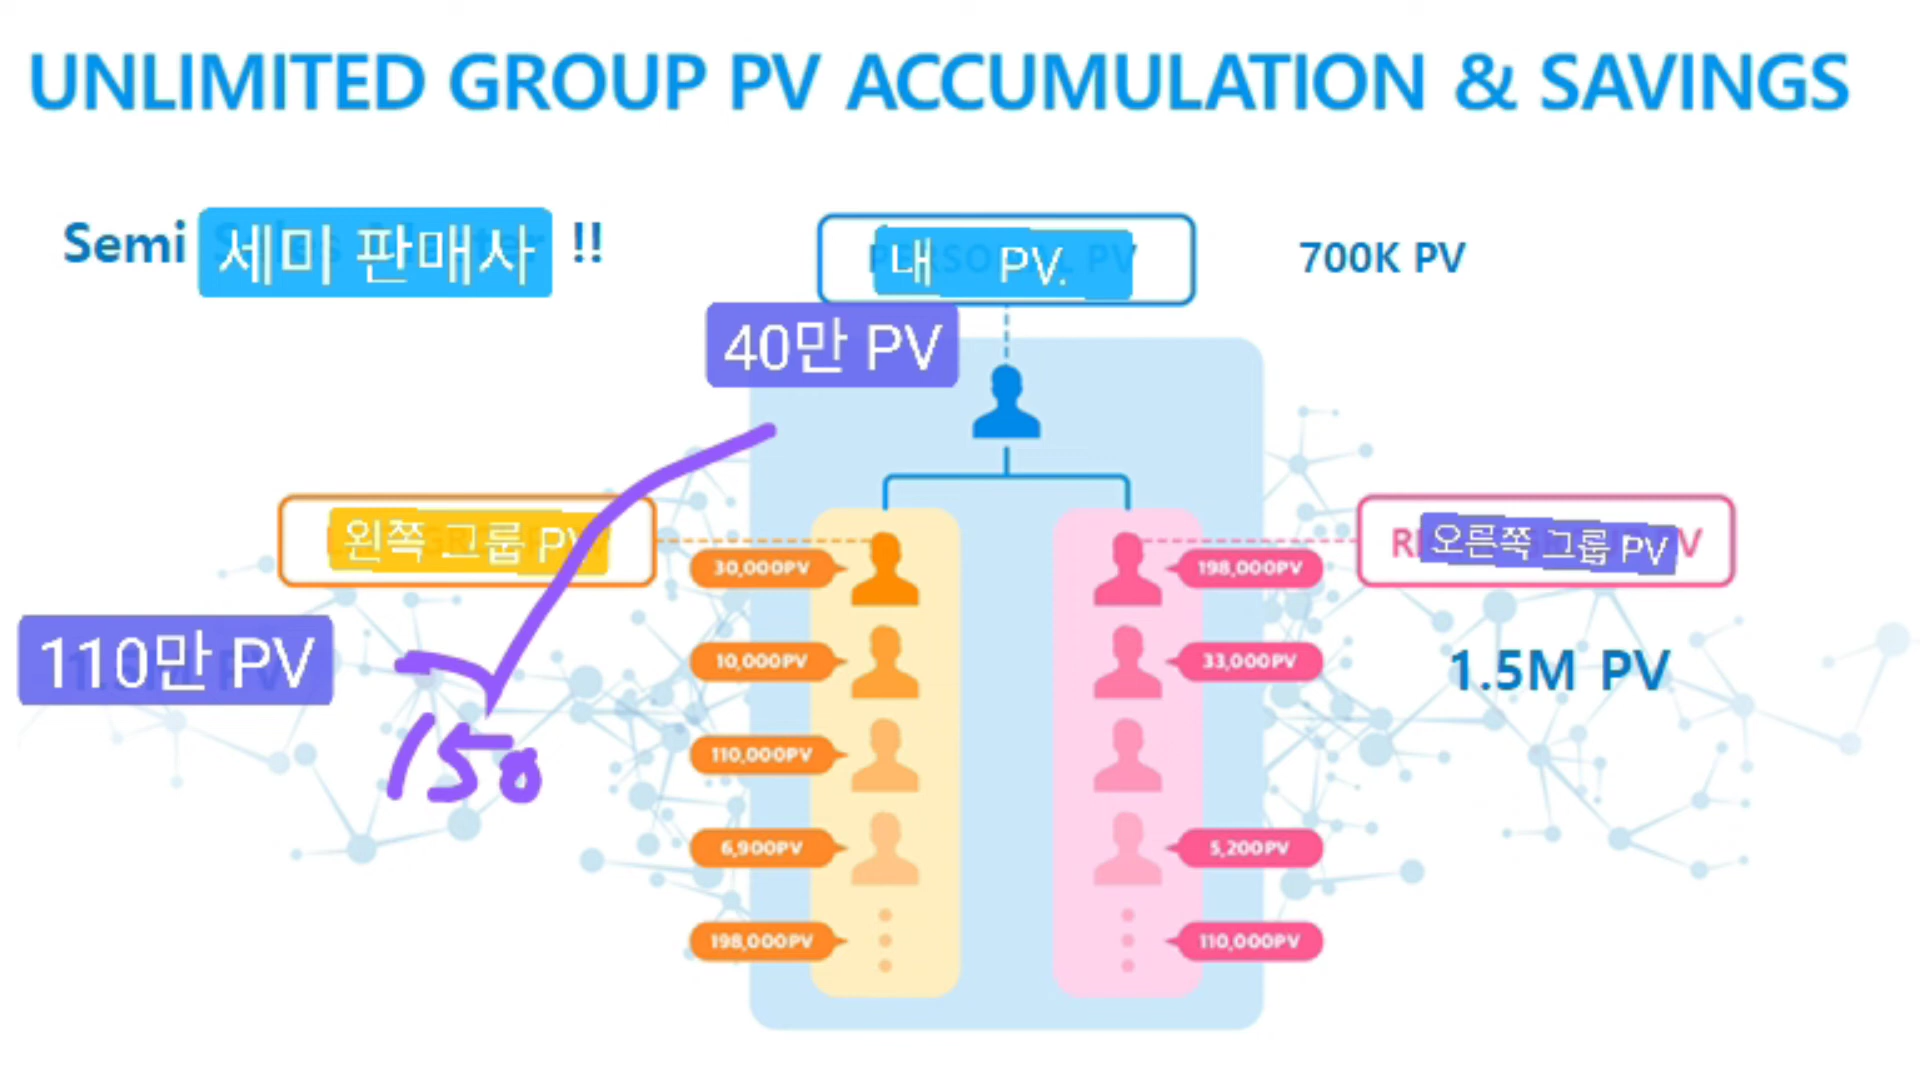 UNLIMITED GROUP PV ACCUMULATION & SAVINGS
Semi 세미 판매사 !!
내 PV.
700K PV
40만 PV
왼쪽 그룹 PV
오른쪽 그룹 PV
110만 PV
150
1.5M PV
30,000PV
10,000PV
110,000PV
6,900PV
198,000PV
198,000PV
33,000PV
5,200PV
110,000PV